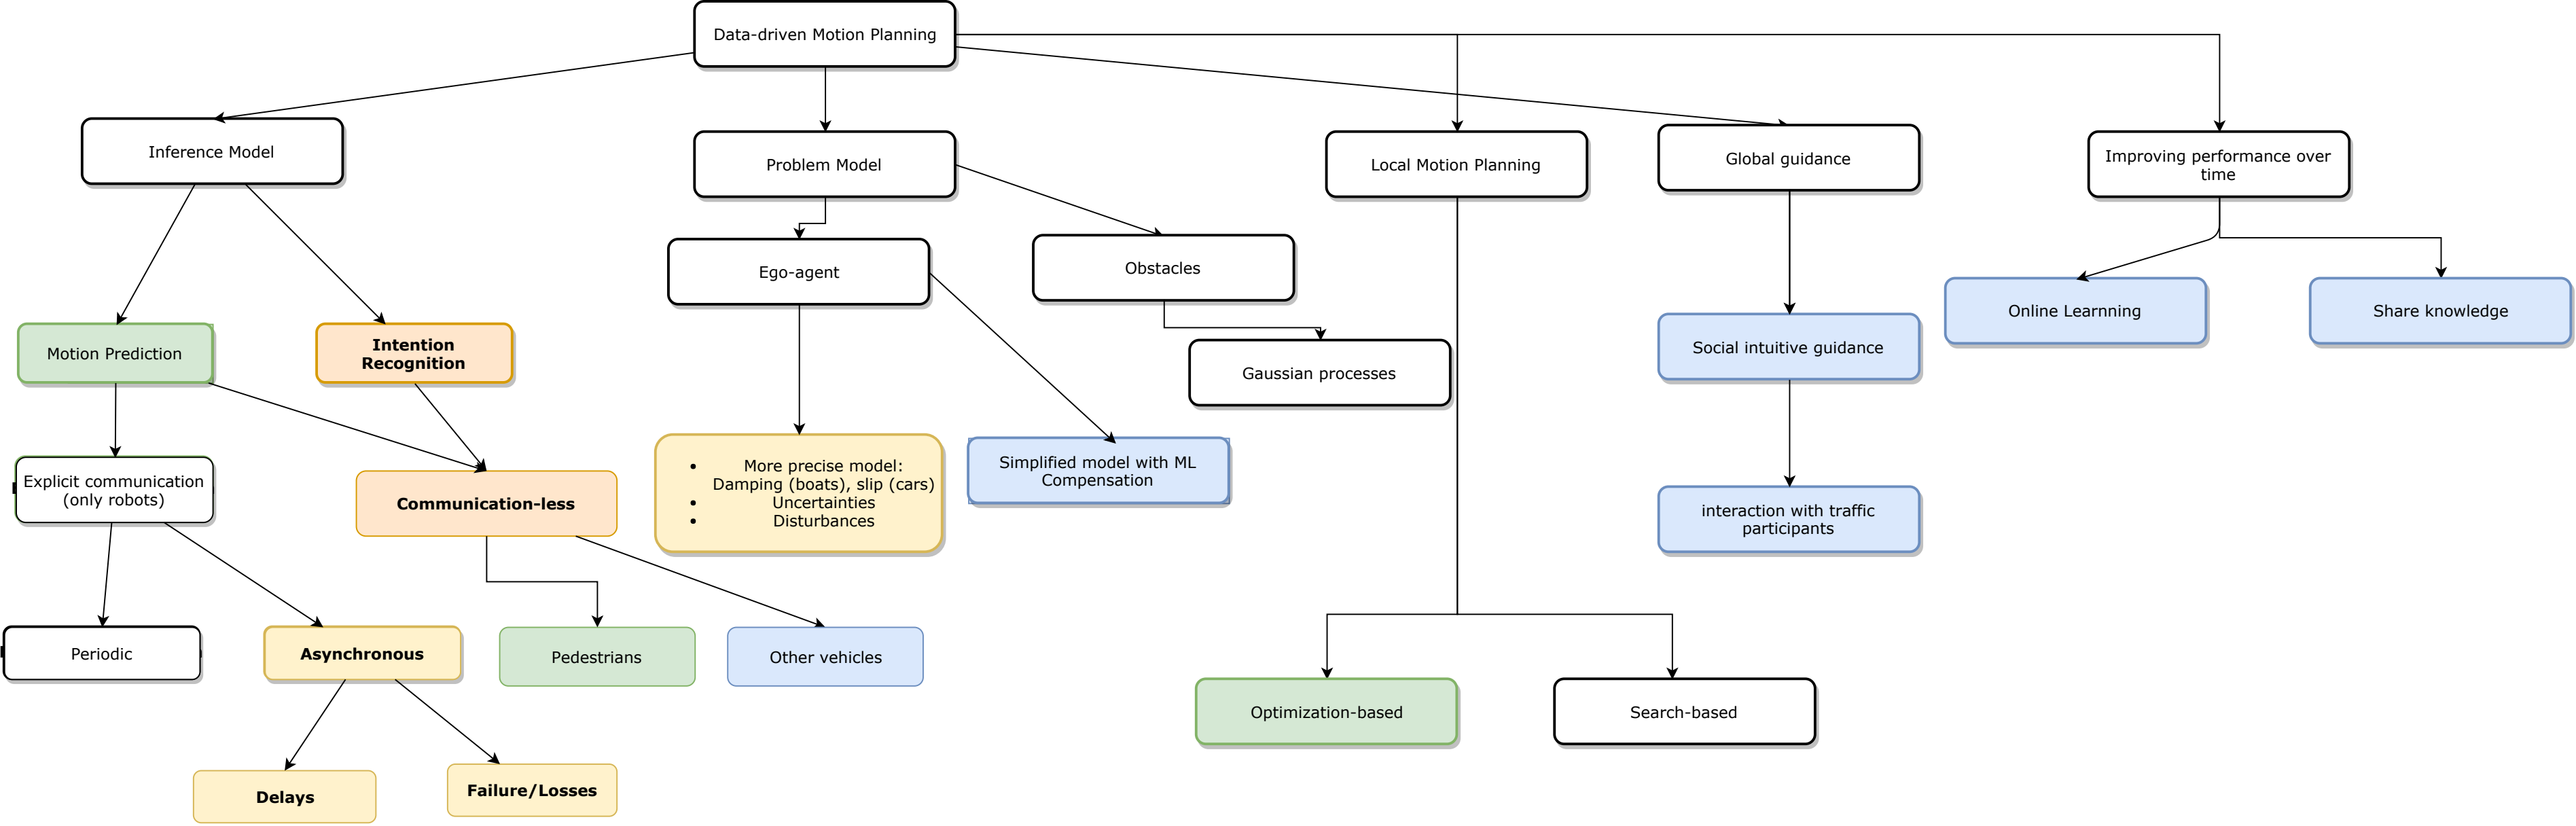 Data-driven Motion Planning
Inference Model
Problem Model
Local Motion Planning
Global guidance
Improving performance over
time
Ego-agent
Obstacles
Online Learnning
Share knowledge
Motion Prediction
Intention
Recognition
Gaussian processes
Social intuitive guidance
Explicit communication
(only robots)
Communication-less
• More precise model:
Damping (boats), slip (cars)
• Uncertainties
• Disturbances
Simplified model with ML
Compensation
interaction with traffic
participants
Periodic
Asynchronous
Pedestrians
Other vehicles
Optimization-based
Search-based
Delays
Failure/Losses